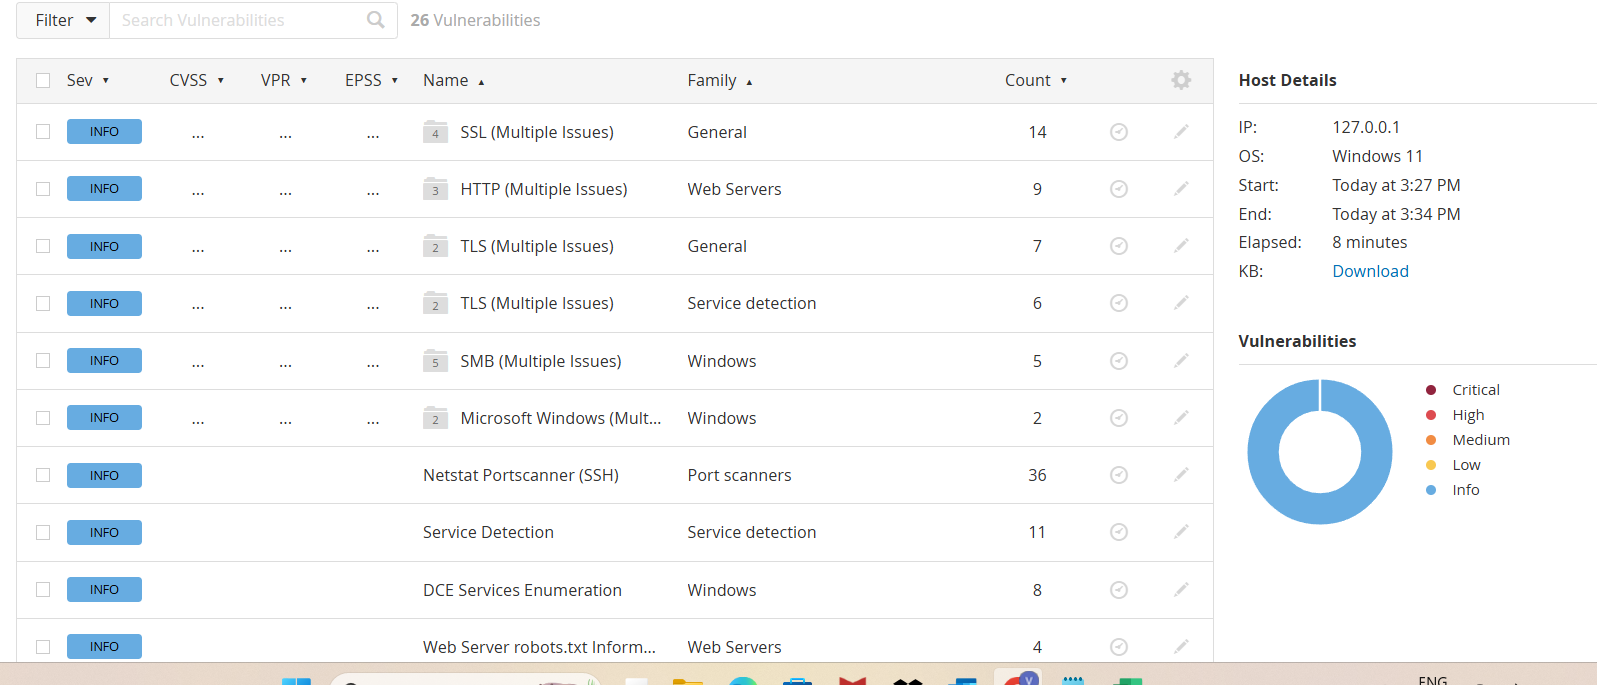 Filter Search Vulnerabilities 26 Vulnerabilities
Sev CVSS VPR EPSS Name Family Count
INFO ... ... ... 4 SSL (Multiple Issues) General 14
INFO ... ... ... 3 HTTP (Multiple Issues) Web Servers 9
INFO ... ... ... 2 TLS (Multiple Issues) General 7
INFO ... ... ... 2 TLS (Multiple Issues) Service detection 6
INFO ... ... ... 5 SMB (Multiple Issues) Windows 5
INFO ... ... ... 2 Microsoft Windows (Mult... Windows 2
INFO Netstat Portscanner (SSH) Port scanners 36
INFO Service Detection Service detection 11
INFO DCE Services Enumeration Windows 8
INFO Web Server robots.txt Inform... Web Servers 4
Host Details
IP: 127.0.0.1
OS: Windows 11
Start: Today at 3:27 PM
End: Today at 3:34 PM
Elapsed: 8 minutes
KB: Download
Vulnerabilities
Critical
High
Medium
Low
Info
V
ENG